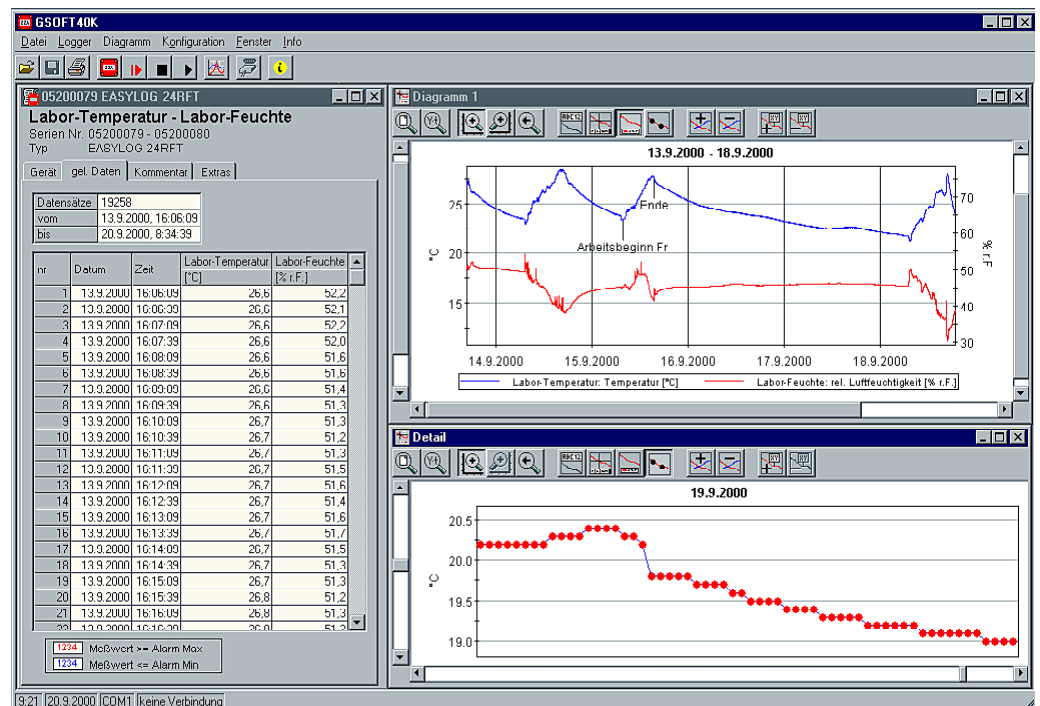 GSOFT40K
Datei Logger Diagramm Konfiguration Fenster Info
05200079 EASYLOG 24RFT
Labor-Temperatur - Labor-Feuchte
Serien Nr. 05200079 - 05200080
Typ EASYLOG 24RFT
Gerät gel. Daten Kommentar Extras
Datensätze 19258
vom 13.9.2000, 16:06:09
bis 20.9.2000, 8:34:39
nr Datum Zeit Labor-Temperatur [°C] Labor-Feuchte [% r.F.]
1 13.9.2000 16:06:09 26,6 52,2
2 13.9.2000 16:06:39 26,6 52,1
3 13.9.2000 16:07:09 26,6 52,2
4 13.9.2000 16:07:39 26,6 52,0
5 13.9.2000 16:08:09 26,6 51,6
6 13.9.2000 16:08:39 26,6 51,6
7 13.9.2000 16:09:09 26,6 51,4
8 13.9.2000 16:09:39 26,6 51,3
9 13.9.2000 16:10:09 26,7 51,3
10 13.9.2000 16:10:39 26,7 51,2
11 13.9.2000 16:11:09 26,7 51,3
12 13.9.2000 16:11:39 26,7 51,5
13 13.9.2000 16:12:09 26,7 51,6
14 13.9.2000 16:12:39 26,7 51,4
15 13.9.2000 16:13:09 26,7 51,6
16 13.9.2000 16:13:39 26,7 51,7
17 13.9.2000 16:14:09 26,7 51,5
18 13.9.2000 16:14:39 26,7 51,3
19 13.9.2000 16:15:09 26,7 51,3
20 13.9.2000 16:15:39 26,8 51,2
21 13.9.2000 16:16:09 26,8 51,3
1234 Meßwert >= Alarm Max
1234 Meßwert <= Alarm Min
Diagramm 1
13.9.2000 - 18.9.2000
25
20
15
°C
70
60
50
40
30
% r.F
Ende
Arbeitsbeginn Fr
14.9.2000 15.9.2000 16.9.2000 17.9.2000 18.9.2000
Labor-Temperatur: Temperatur [°C] Labor-Feuchte: rel. Luftfeuchtigkeit [% r.F.]
Detail
19.9.2000
20.5
20.0
19.5
19.0
°C
9:21 20.9.2000 COM1 keine Verbindung